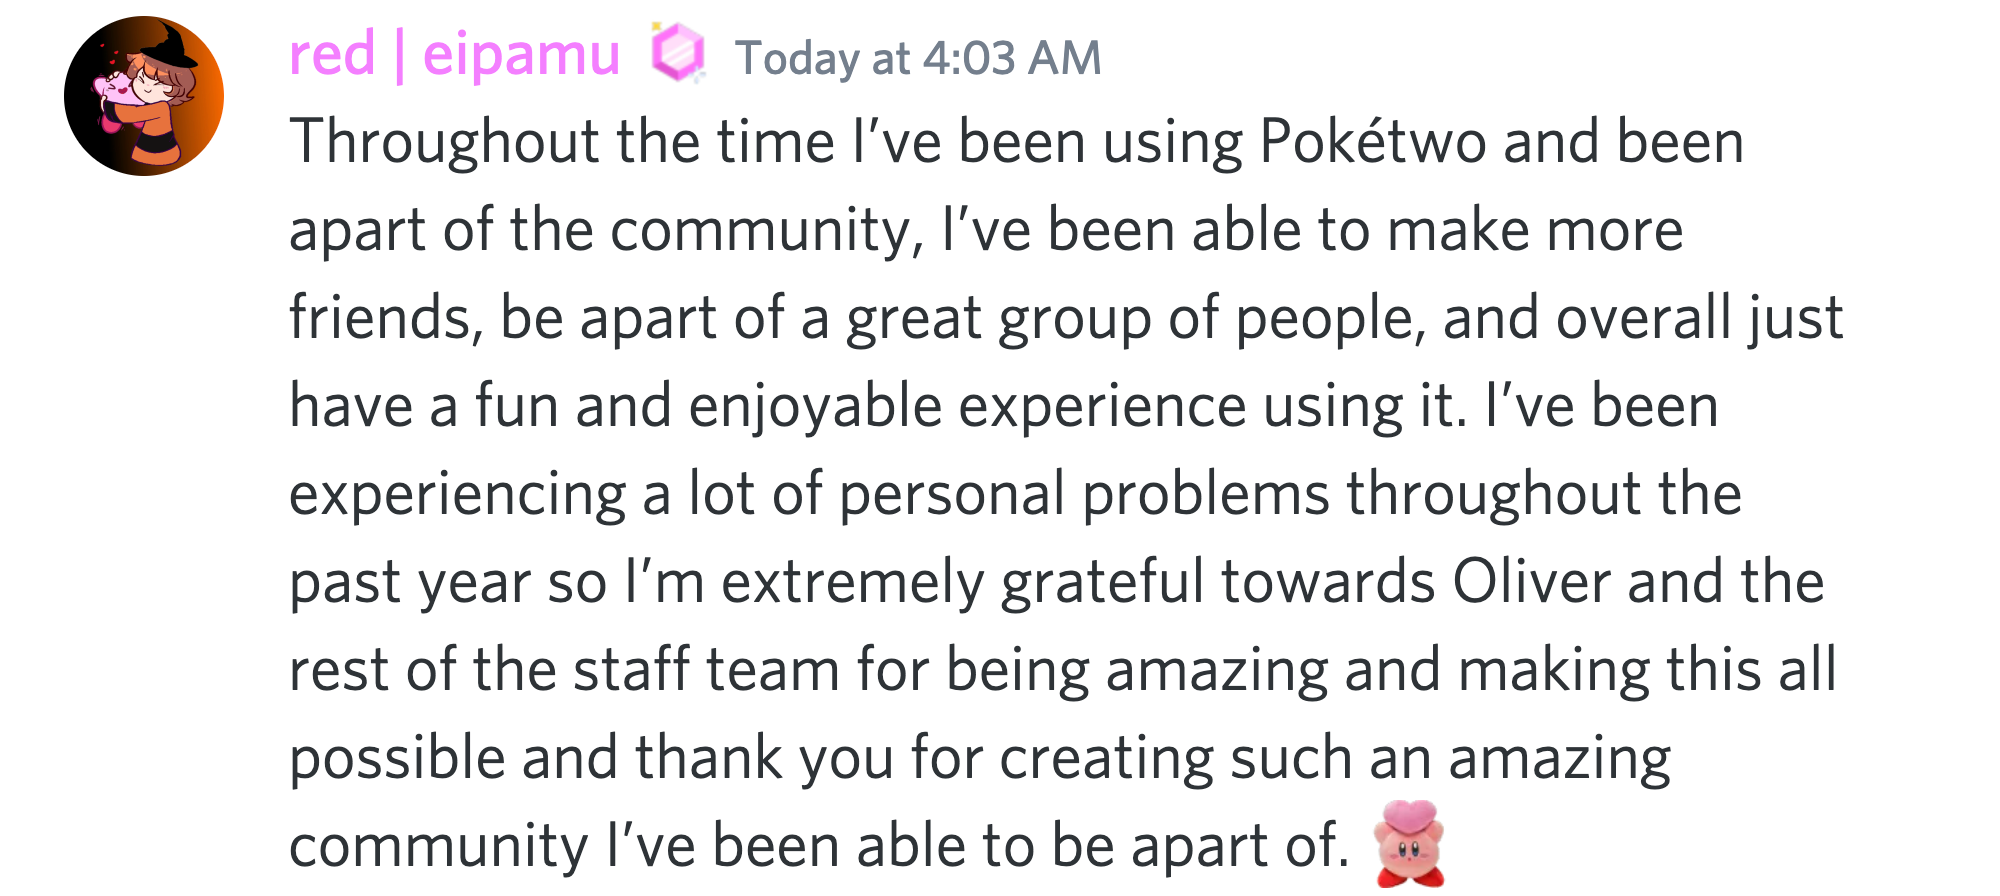 red | eipamu Today at 4:03 AM
Throughout the time I’ve been using Pokétwo and been
apart of the community, I’ve been able to make more
friends, be apart of a great group of people, and overall just
have a fun and enjoyable experience using it. I’ve been
experiencing a lot of personal problems throughout the
past year so I’m extremely grateful towards Oliver and the
rest of the staff team for being amazing and making this all
possible and thank you for creating such an amazing
community I’ve been able to be apart of.